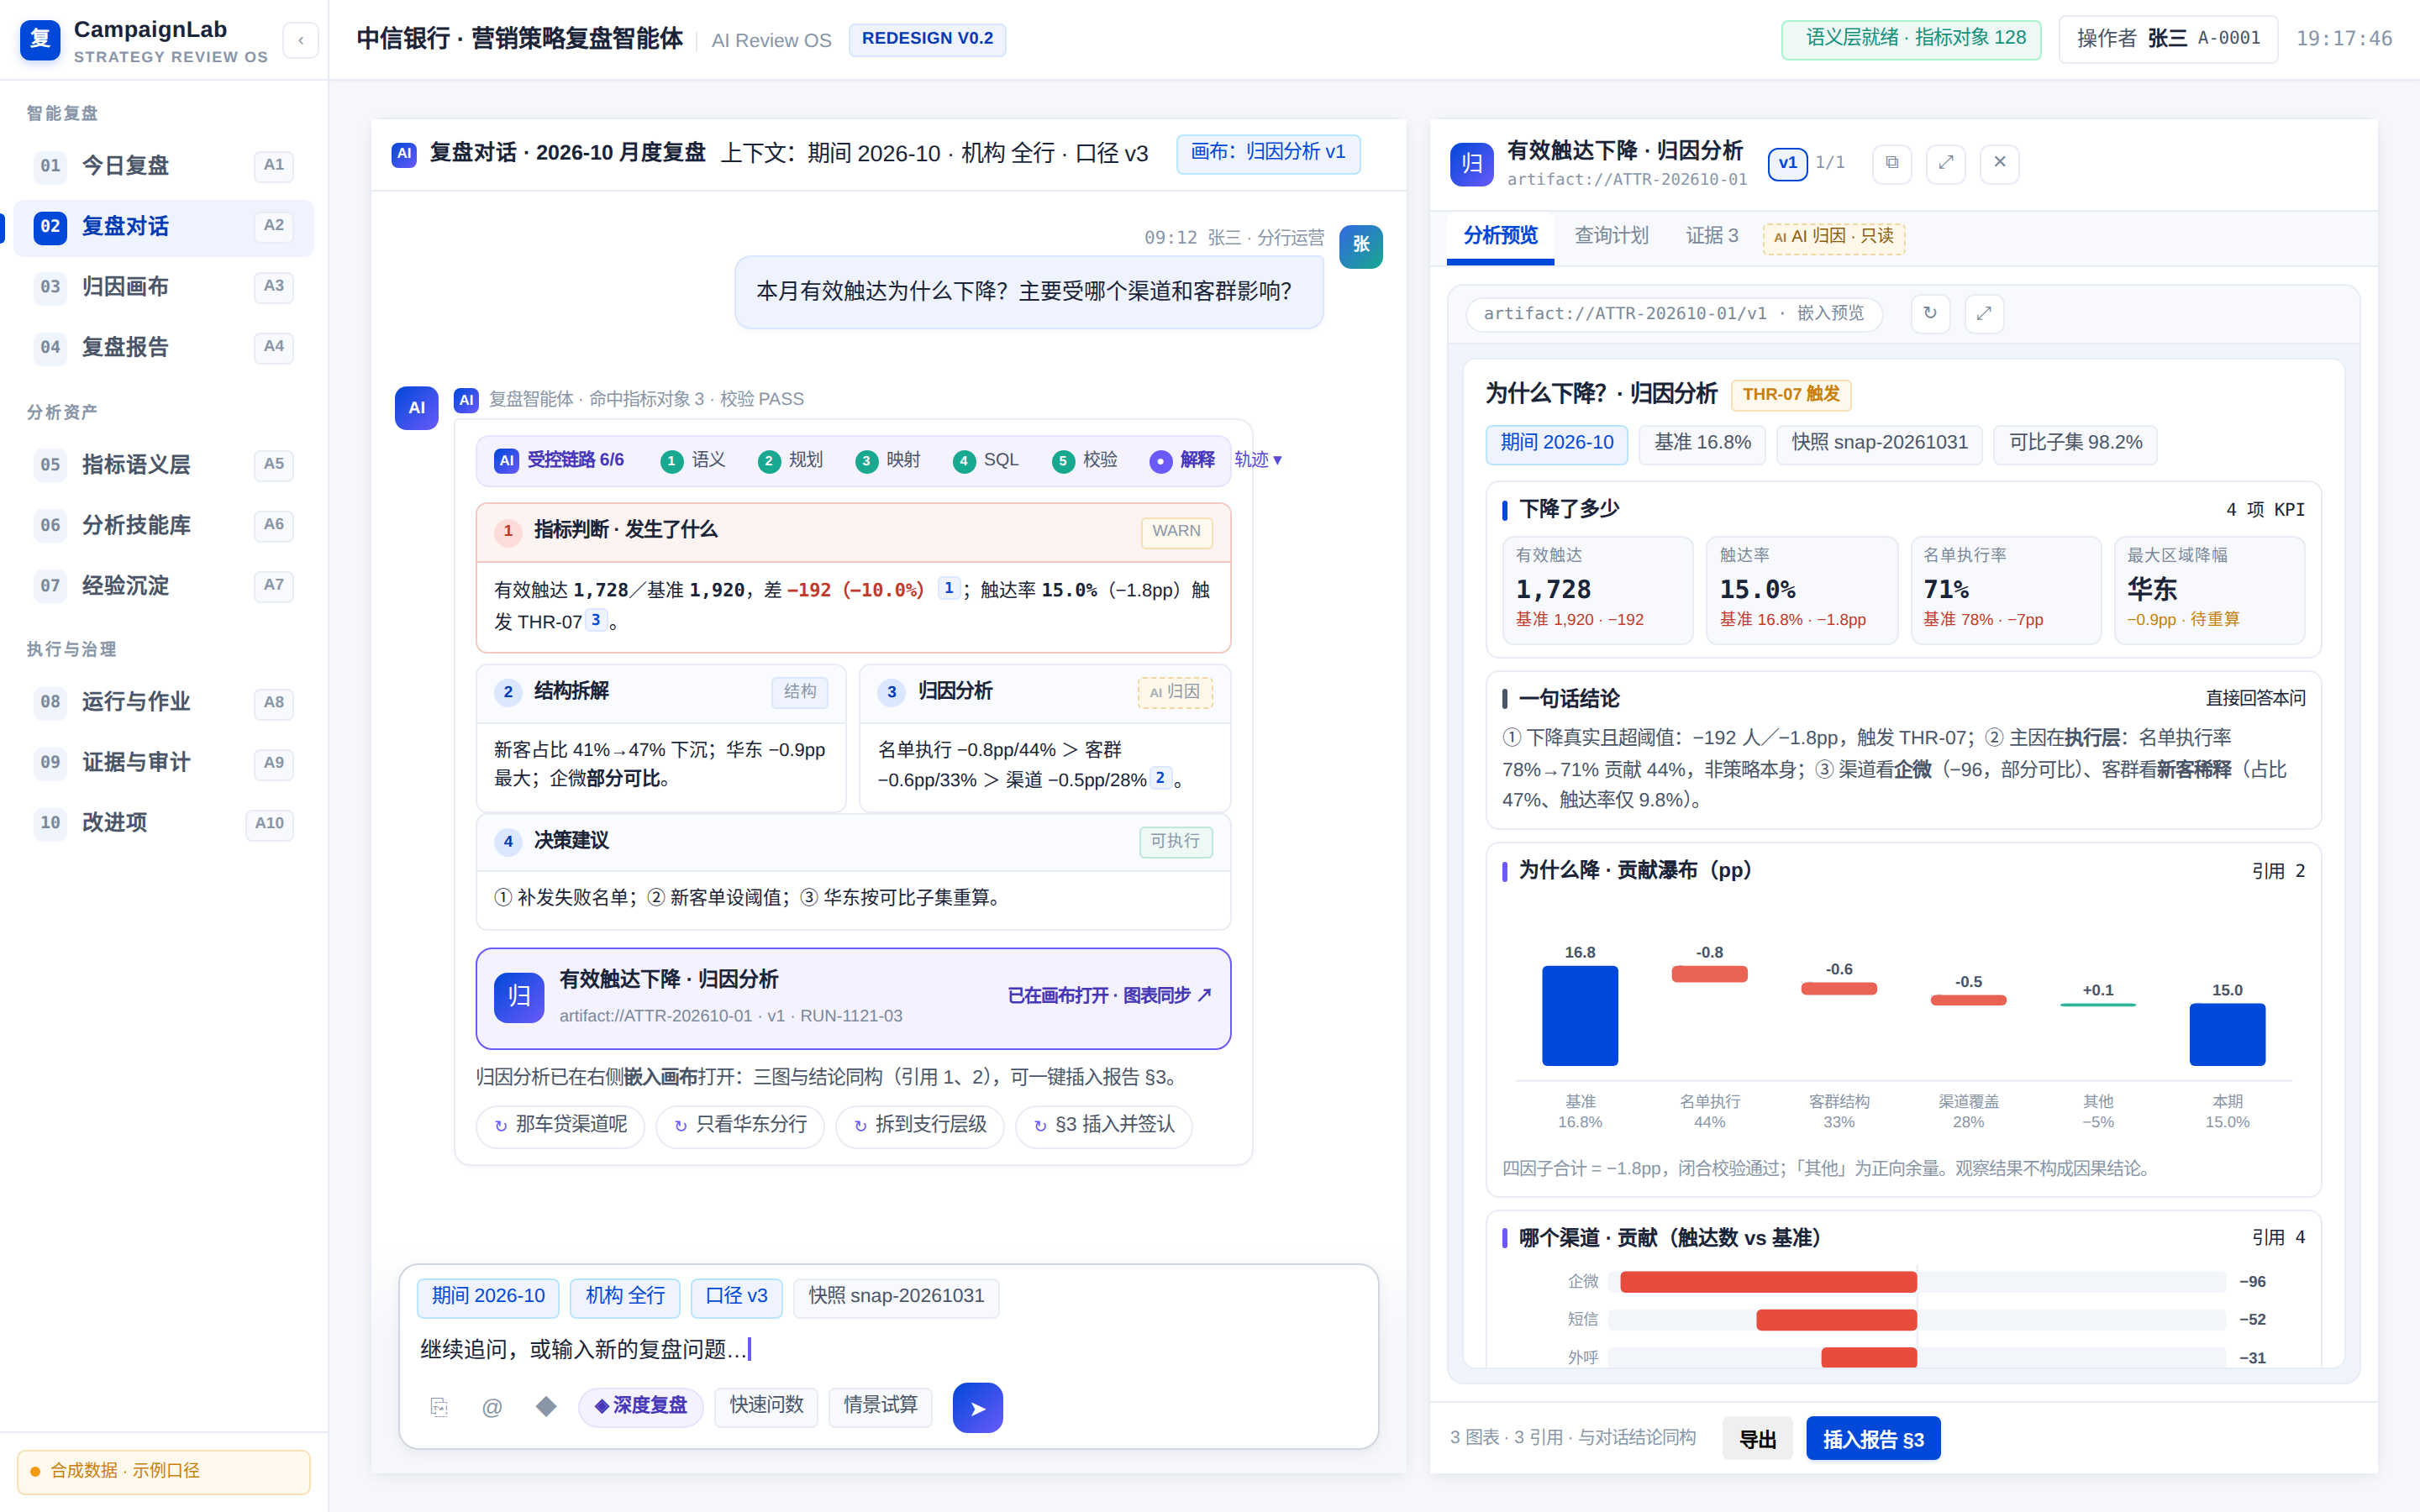 复
CampaignLab
STRATEGY REVIEW OS
‹
智能复盘
01 今日复盘 A1
02 复盘对话 A2
03 归因画布 A3
04 复盘报告 A4
分析资产
05 指标语义层 A5
06 分析技能库 A6
07 经验沉淀 A7
执行与治理
08 运行与作业 A8
09 证据与审计 A9
10 改进项 A10
合成数据 · 示例口径
中信银行 · 营销策略复盘智能体 AI Review OS REDESIGN V0.2
语义层就绪 · 指标对象 128 操作者 张三 A-0001 19:17:46
AI 复盘对话 · 2026-10 月度复盘 上下文：期间 2026-10 · 机构 全行 · 口径 v3 画布：归因分析 v1
09:12 张三 · 分行运营 张
本月有效触达为什么下降？主要受哪个渠道和客群影响？
AI AI 复盘智能体 · 命中指标对象 3 · 校验 PASS
AI 受控链路 6/6 1 语义 2 规划 3 映射 4 SQL 5 校验 解释 轨迹 ▾
1 指标判断 · 发生了什么 WARN
有效触达 1,728／基准 1,920，差 −192（−10.0%） 1；触达率 15.0%（−1.8pp）触
发 THR-07 3。
2 结构拆解 结构
新客占比 41%→47% 下沉；华东 −0.9pp
最大；企微部分可比。
3 归因分析 AI 归因
名单执行 −0.8pp/44% ＞ 客群
−0.6pp/33% ＞ 渠道 −0.5pp/28% 2。
4 决策建议 可执行
① 补发失败名单；② 新客单设阈值；③ 华东按可比子集重算。
归 有效触达下降 · 归因分析
artifact://ATTR-202610-01 · v1 · RUN-1121-03
已在画布打开 · 图表同步 ↗
归因分析已在右侧嵌入画布打开：三图与结论同构（引用 1、2），可一键插入报告 §3。
↻ 那车贷渠道呢 ↻ 只看华东分行 ↻ 拆到支行层级 ↻ §3 插入并签认
期间 2026-10 机构 全行 口径 v3 快照 snap-20261031
继续追问，或输入新的复盘问题…
@ ◆ ◈ 深度复盘 快速问数 情景试算 ➤
归 有效触达下降 · 归因分析 v1 1/1 ⧉ ⤢ ✕
artifact://ATTR-202610-01
分析预览 查询计划 证据 3 AI AI 归因 · 只读
artifact://ATTR-202610-01/v1 · 嵌入预览 ↻ ⤢
为什么下降？· 归因分析 THR-07 触发
期间 2026-10 基准 16.8% 快照 snap-20261031 可比子集 98.2%
下降了多少 4 项 KPI
有效触达 触达率 名单执行率 最大区域降幅
1,728 15.0% 71% 华东
基准 1,920 · −192 基准 16.8% · −1.8pp 基准 78% · −7pp −0.9pp · 待重算
一句话结论 直接回答本问
① 下降真实且超阈值：−192 人／−1.8pp，触发 THR-07；② 主因在执行层：名单执行率
78%→71% 贡献 44%，非策略本身；③ 渠道看企微（−96，部分可比）、客群看新客稀释（占比
47%、触达率仅 9.8%）。
为什么降 · 贡献瀑布（pp） 引用 2
16.8 -0.8 -0.6 -0.5 +0.1 15.0
基准 名单执行 客群结构 渠道覆盖 其他 本期
16.8% 44% 33% 28% −5% 15.0%
四因子合计 = −1.8pp，闭合校验通过；「其他」为正向余量。观察结果不构成因果结论。
哪个渠道 · 贡献（触达数 vs 基准） 引用 4
企微 −96
短信 −52
外呼 −31
3 图表 · 3 引用 · 与对话结论同构 导出 插入报告 §3